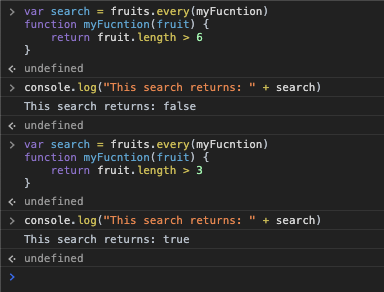 > var search = fruits.every(myFucntion)
function myFucntion(fruit) {
    return fruit.length > 6
}
<· undefined
> console.log("This search returns: " + search)
This search returns: false
<· undefined
> var search = fruits.every(myFucntion)
function myFucntion(fruit) {
    return fruit.length > 3
}
<· undefined
> console.log("This search returns: " + search)
This search returns: true
<· undefined
>